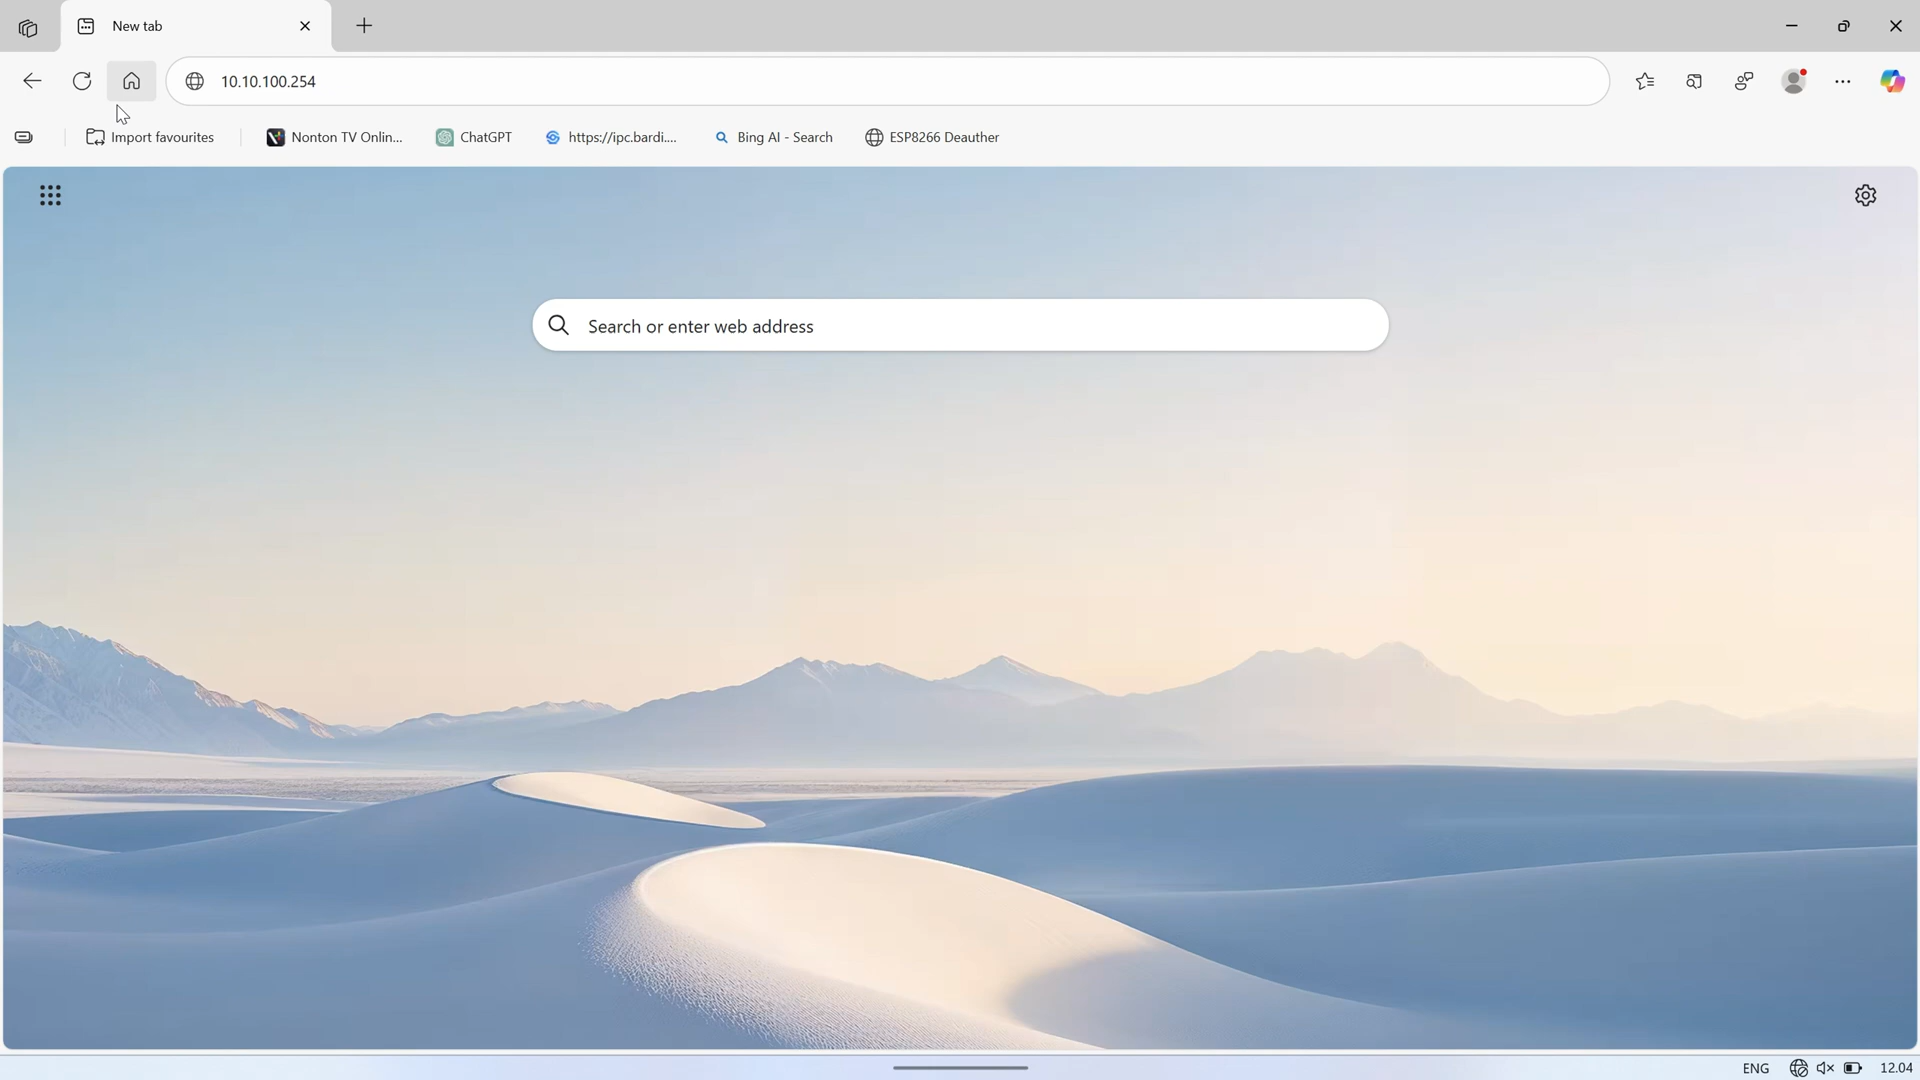 New tab
10.10.100.254
Import favourites
Nonton TV Onlin...
ChatGPT
https://ipc.bardi....
Bing AI - Search
ESP8266 Deauther
Search or enter web address
ENG
12.04